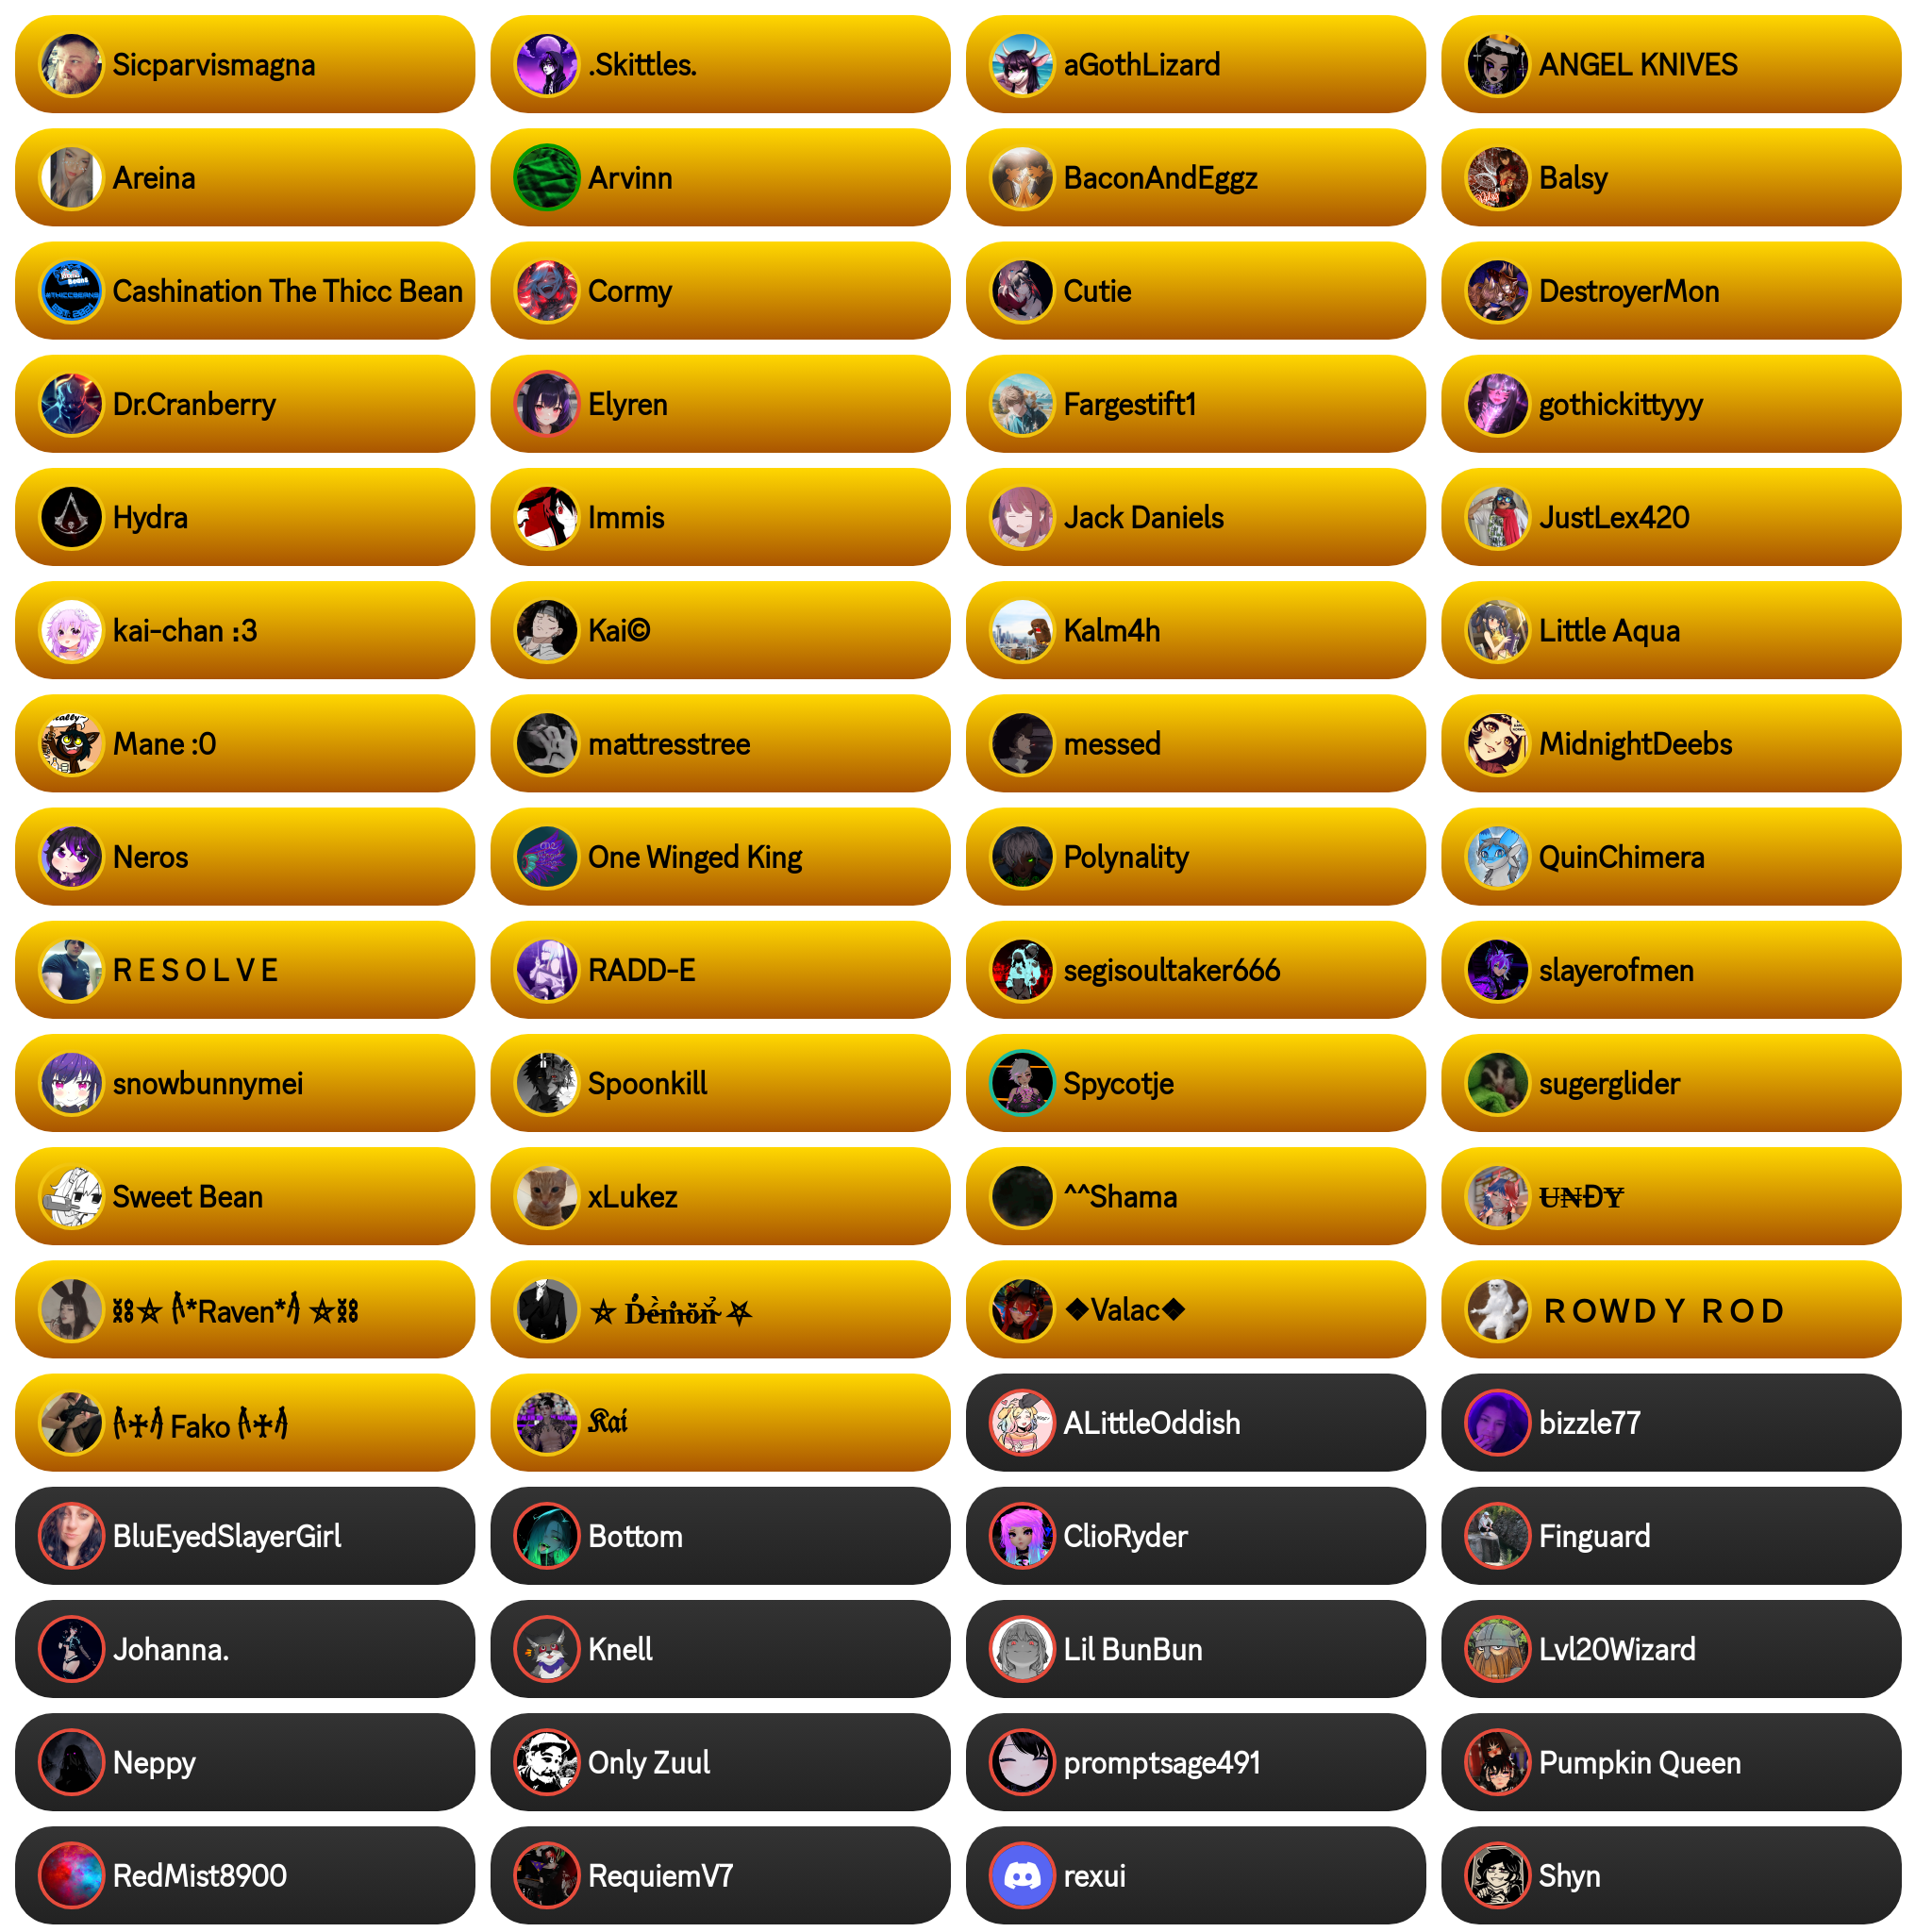 Sicparvismagna
.Skittles.
aGothLizard
ANGEL KNIVES
Areina
Arvinn
BaconAndEggz
Balsy
Cashination The Thicc Bean
Cormy
Cutie
DestroyerMon
Dr.Cranberry
Elyren
Fargestift1
gothickittyyy
Hydra
Immis
Jack Daniels
JustLex420
kai-chan :3
Kai©
Kalm4h
Little Aqua
Mane :0
mattresstree
messed
MidnightDeebs
Neros
One Winged King
Polynality
QuinChimera
R E S O L V E
RADD-E
segisoultaker666
slayerofmen
snowbunnymei
Spoonkill
Spycotje
sugerglider
Sweet Bean
xLukez
^^Shama
U̶N̶ĐɎ
⛓☆ 𓆩*Raven*𓆪 ☆⛓
☆ D̶e̶m̶o̶n̶ ⛧
◆Valac◆
R O W D Y R O D
𓆩♱𓆪 Fako 𓆩♱𓆪
𝕶𝖆𝖎
ALittleOddish
bizzle77
BluEyedSlayerGirl
Bottom
ClioRyder
Finguard
Johanna.
Knell
Lil BunBun
Lvl20Wizard
Neppy
Only Zuul
promptsage491
Pumpkin Queen
RedMist8900
RequiemV7
rexui
Shyn